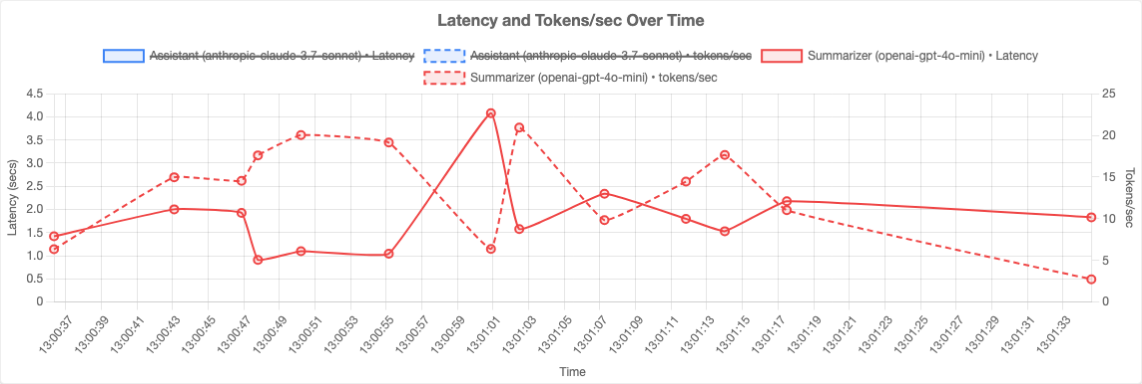 Latency and Tokens/sec Over Time
Assistant (anthropic-claude-3.7-sonnet) • Latency Assistant (anthropic-claude-3.7-sonnet) • tokens/sec Summarizer (openai-gpt-4o-mini) • Latency
Summarizer (openai-gpt-4o-mini) • tokens/sec
Latency (secs)
4.5
4.0
3.5
3.0
2.5
2.0
1.5
1.0
0.5
0
25
20
15
10
5
0
Tokens/sec
13:00:37 13:00:39 13:00:41 13:00:43 13:00:45 13:00:47 13:00:49 13:00:51 13:00:53 13:00:55 13:00:57 13:00:59 13:01:01 13:01:03 13:01:05 13:01:07 13:01:09 13:01:11 13:01:13 13:01:15 13:01:17 13:01:19 13:01:21 13:01:23 13:01:25 13:01:27 13:01:29 13:01:31 13:01:33
Time